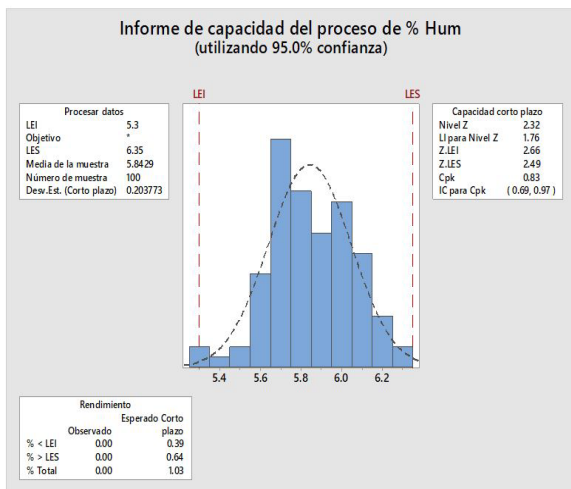 Informe de capacidad del proceso de % Hum
(utilizando 95.0% confianza)
LEI
LES
Procesar datos
LEI 5.3
Objetivo *
LES 6.35
Media de la muestra 5.8429
Número de muestra 100
Desv.Est. (Corto plazo) 0.203773
Capacidad corto plazo
Nivel Z 2.32
LI para Nivel Z 1.76
Z.LEI 2.66
Z.LES 2.49
Cpk 0.83
IC para Cpk ( 0.69, 0.97 )
5.4 5.6 5.8 6.0 6.2
Rendimiento
Esperado Corto
Observado plazo
% < LEI 0.00 0.39
% > LES 0.00 0.64
% Total 0.00 1.03